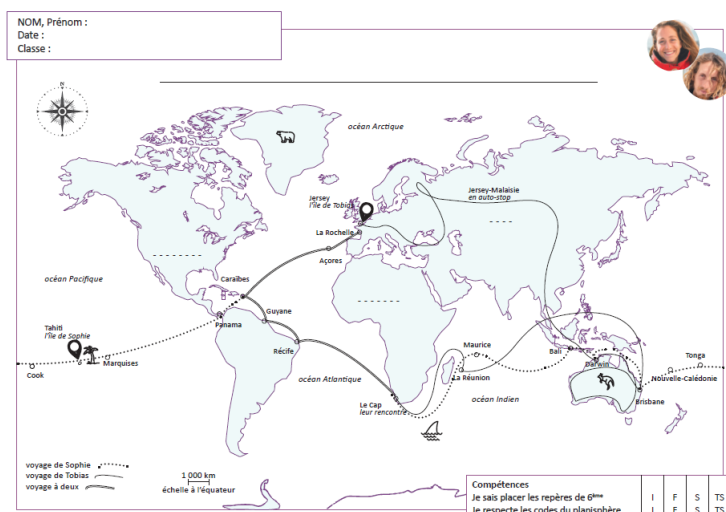 NOM, Prénom :
Date :
Classe :
N
océan Arctique
Jersey
l'île de Tobias
Jersey-Malaisie
en auto-stop
La Rochelle
Açores
océan Pacifique
Caraïbes
Guyane
Panama
Tahiti
l'île de Sophie
Marquises
Cook
Récife
Maurice
Bali
Tonga
La Réunion
Darwin
Nouvelle-Calédonie
océan Atlantique
océan Indien
Brisbane
Le Cap
leur rencontre
voyage de Sophie
voyage de Tobias
voyage à deux
1 000 km
échelle à l'équateur
Compétences
Je sais placer les repères de 6ème I F S TS
Je respecte les codes du planisphère I F S TS